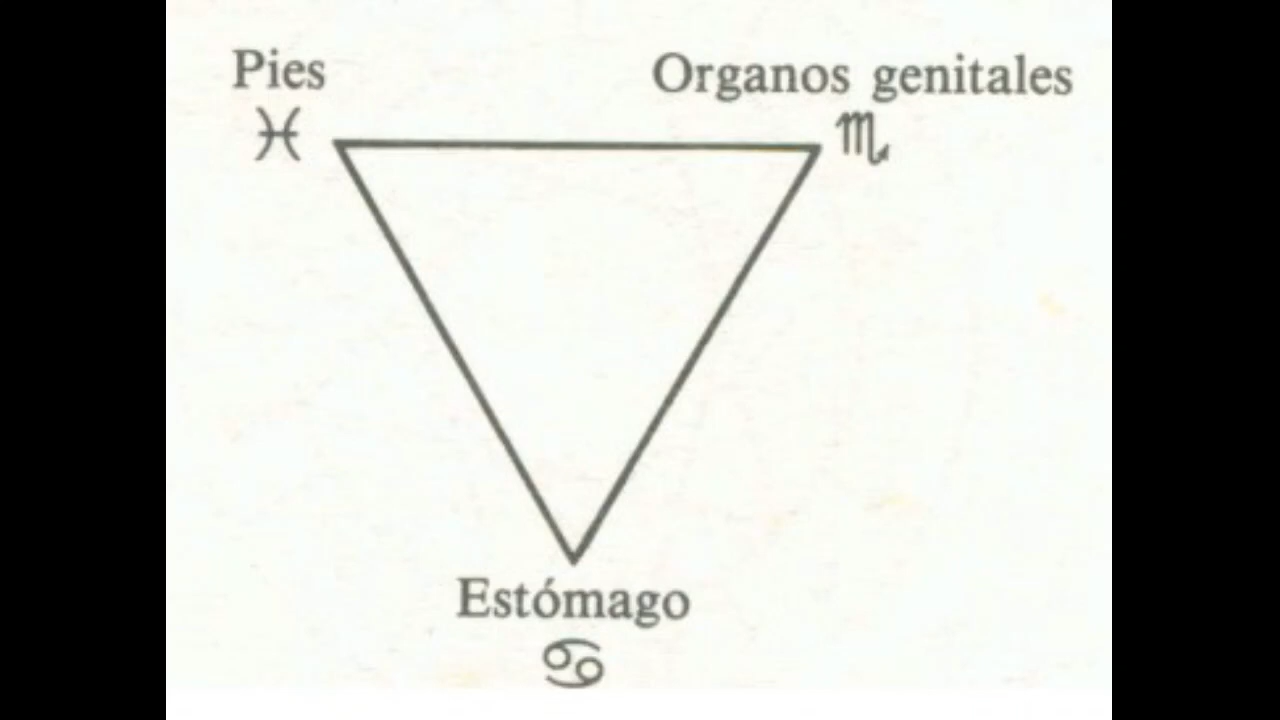 Pies
Organos genitales
♓
♏
Estómago
♋